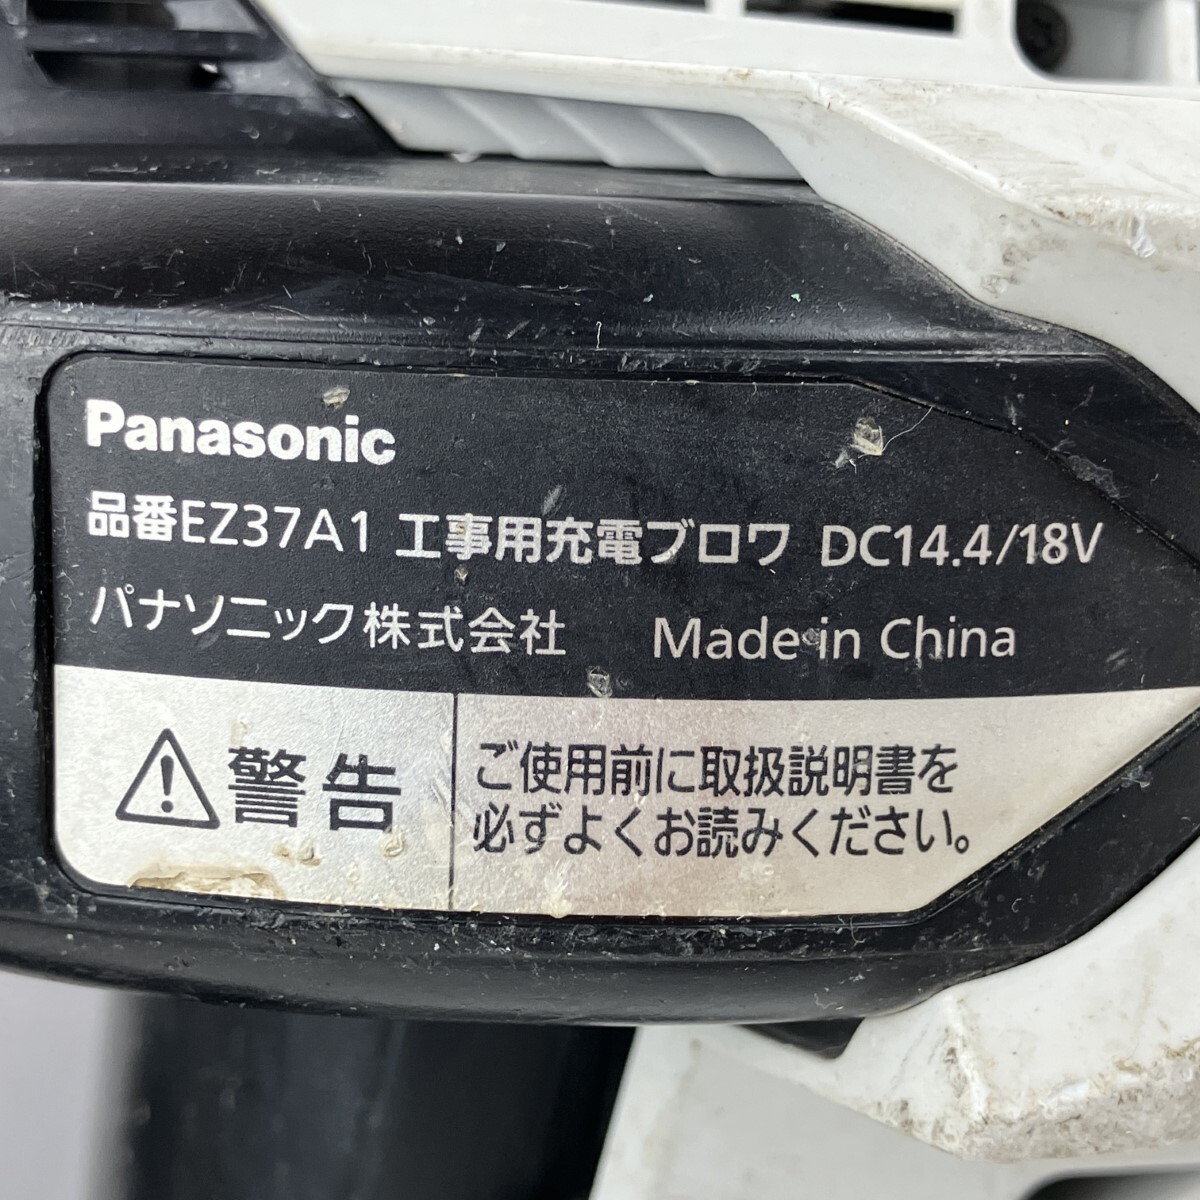 Panasonic
品番EZ37A1 工事用充電ブロワ DC14.4/18V
パナソニック株式会社 Made in China
警告
ご使用前に取扱説明書を
必ずよくお読みください。